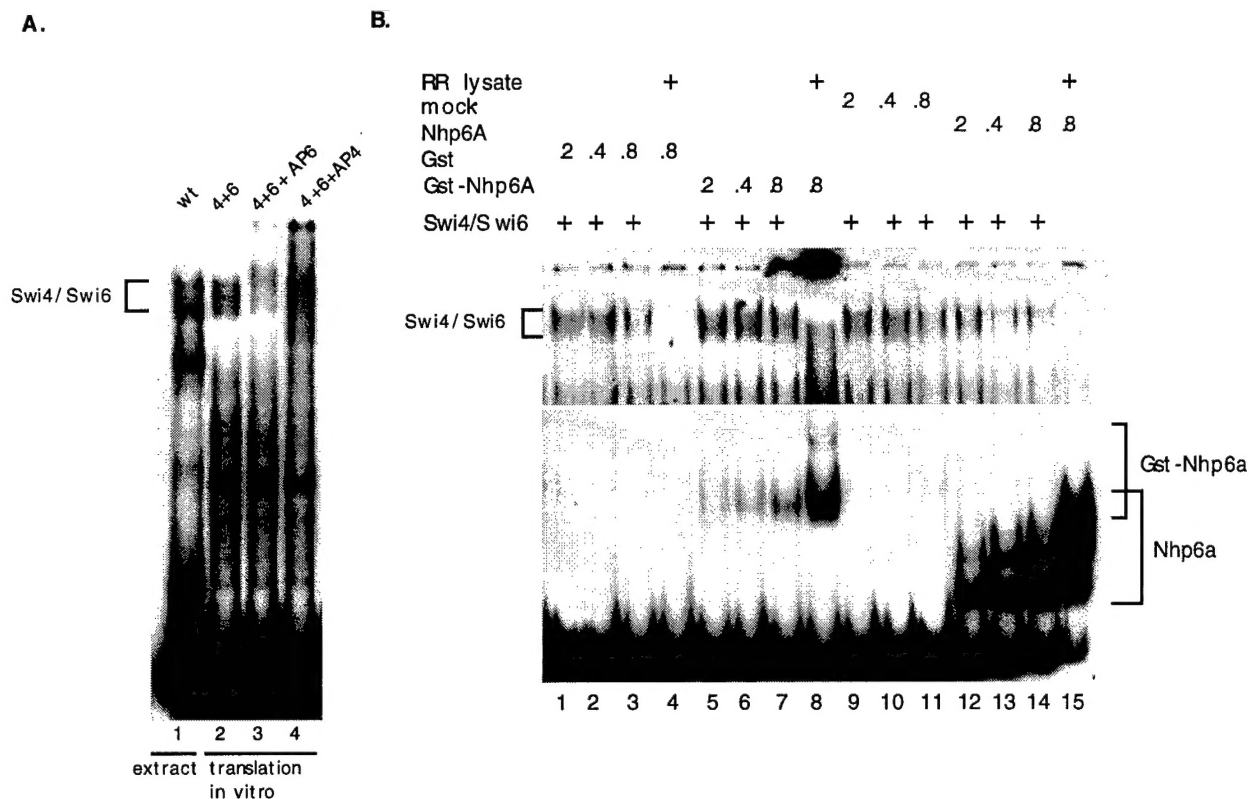 A.
wt 4+6 4+6+AP6 4+6+AP4
Swi4/Swi6
1 2 3 4
extract translation
in vitro
B.
RR lysate + + +
mock .2 .4 .8
Nhp6A .2 .4 .8 .8
Gst .2 .4 .8 .8
Gst-Nhp6A .2 .4 .8 .8
Swi4/Swi6 + + + + + + + + + + + +
Swi4/Swi6
Gst-Nhp6a
Nhp6a
1 2 3 4 5 6 7 8 9 10 11 12 13 14 15